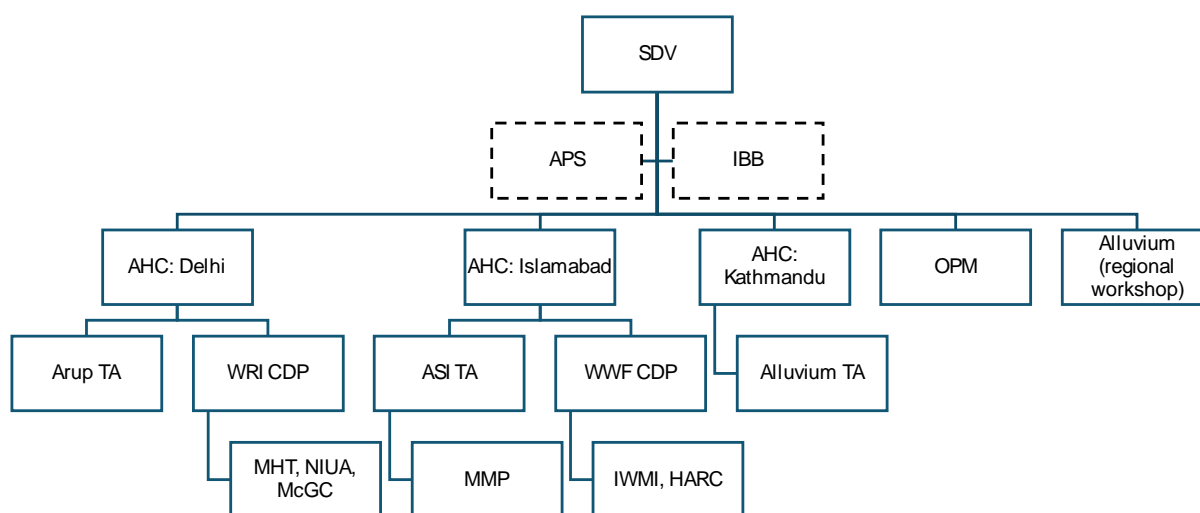 SDV
APS
IBB
AHC: Delhi
AHC: Islamabad
AHC:
Kathmandu
OPM
Alluvium
(regional
workshop)
Arup TA
WRI CDP
ASI TA
WWF CDP
Alluvium TA
MHT, NIUA,
McGC
MMP
IWMI, HARC